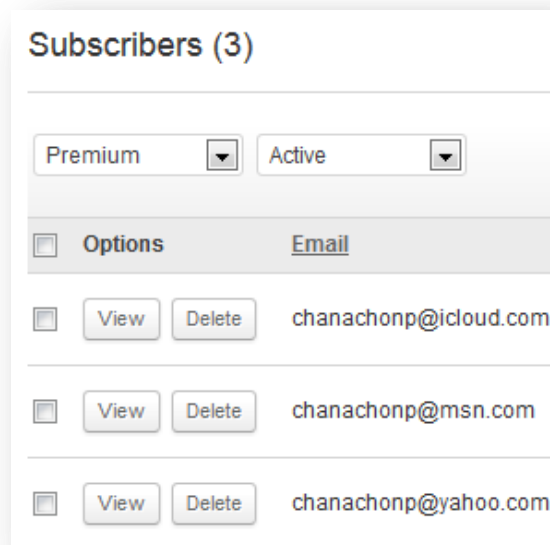 Subscribers (3)
Premium Active
Options Email
View Delete chanachonp@icloud.com
View Delete chanachonp@msn.com
View Delete chanachonp@yahoo.com